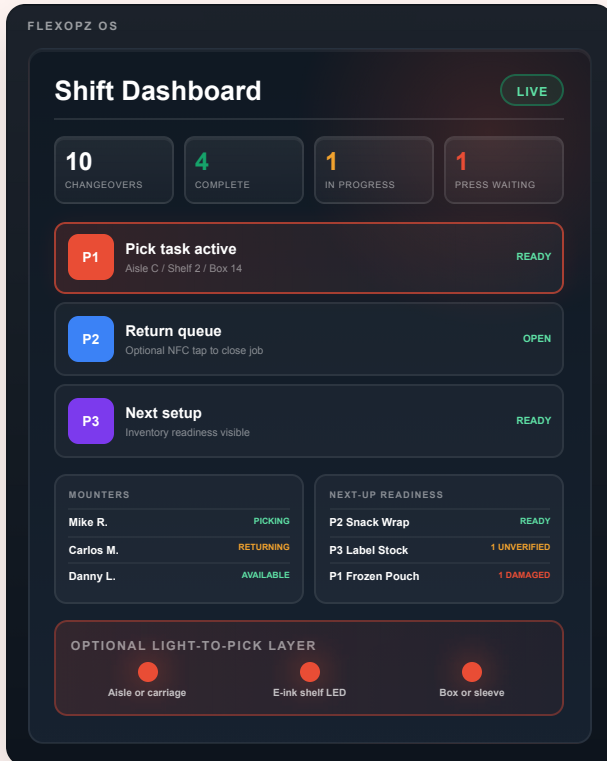 FLEXOPZ OS
Shift Dashboard
LIVE
10
CHANGEOVERS
4
COMPLETE
1
IN PROGRESS
1
PRESS WAITING
P1
Pick task active
Aisle C / Shelf 2 / Box 14
READY
P2
Return queue
Optional NFC tap to close job
OPEN
P3
Next setup
Inventory readiness visible
READY
MOUNTERS
Mike R. PICKING
Carlos M. RETURNING
Danny L. AVAILABLE
NEXT-UP READINESS
P2 Snack Wrap READY
P3 Label Stock 1 UNVERIFIED
P1 Frozen Pouch 1 DAMAGED
OPTIONAL LIGHT-TO-PICK LAYER
Aisle or carriage
E-ink shelf LED
Box or sleeve